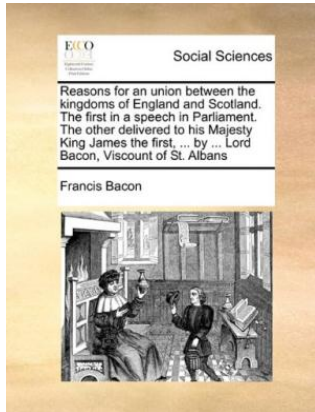 ECCO
Social Sciences
Reasons for an union between the
kingdoms of England and Scotland.
The first in a speech in Parliament.
The other delivered to his Majesty
King James the first, ... by ... Lord
Bacon, Viscount of St. Albans
Francis Bacon